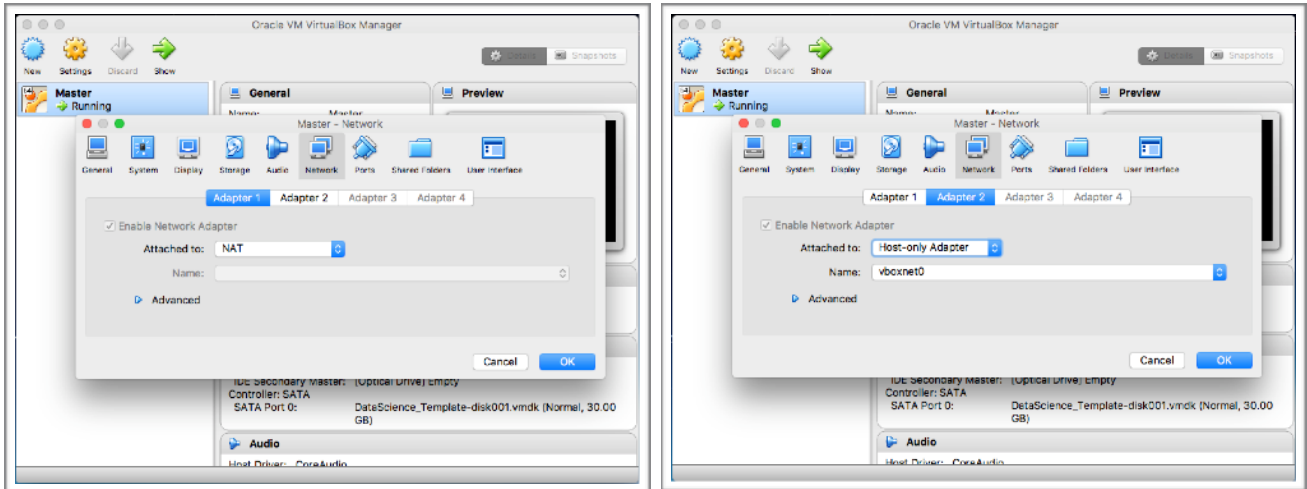 Oracle VM VirtualBox Manager
New Settings Discard Show
Details Snapshots
Master
Running
General
Preview
Name: Master
Master - Network
General System Display Storage Audio Network Ports Shared Folders User Interface
Adapter 1 Adapter 2 Adapter 3 Adapter 4
Enable Network Adapter
Attached to: NAT
Name:
Advanced
Cancel OK
IDE Secondary Master: [Optical Drive] Empty
Controller: SATA
SATA Port 0: DataScience_Template-disk001.vmdk (Normal, 30.00
GB)
Audio
Host Driver: CoreAudio
Oracle VM VirtualBox Manager
New Settings Discard Show
Details Snapshots
Master
Running
General
Preview
Name: Master
Master - Network
General System Display Storage Audio Network Ports Shared Folders User Interface
Adapter 1 Adapter 2 Adapter 3 Adapter 4
Enable Network Adapter
Attached to: Host-only Adapter
Name: vboxnet0
Advanced
Cancel OK
IDE Secondary Master: [Optical Drive] Empty
Controller: SATA
SATA Port 0: DataScience_Template-disk001.vmdk (Normal, 30.00
GB)
Audio
Host Driver: CoreAudio